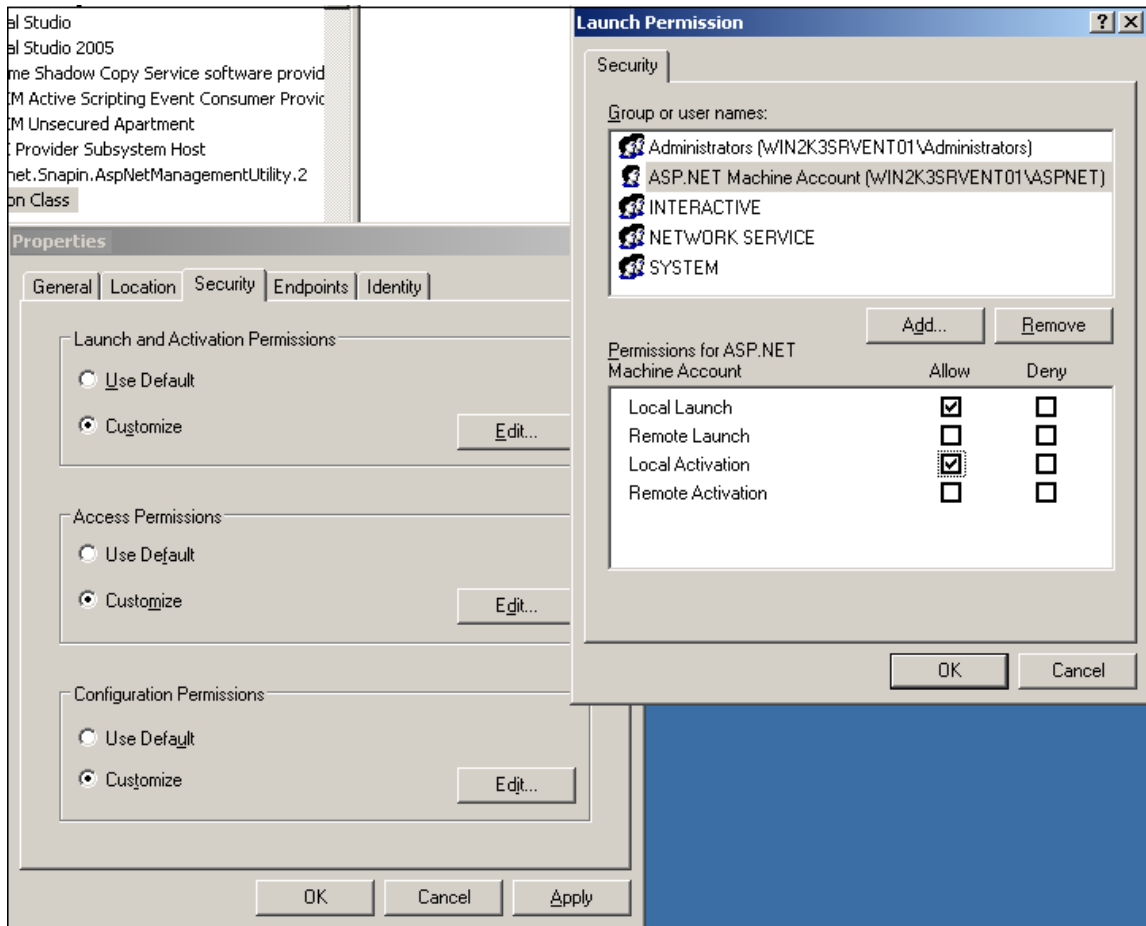 al Studio
al Studio 2005
me Shadow Copy Service software provid
M Active Scripting Event Consumer Provic
M Unsecured Apartment
Provider Subsystem Host
net.Snapin.AspNetManagementUtility.2
on Class
Properties
General Location Security Endpoints Identity
Launch and Activation Permissions
Use Default
Customize Edit...
Access Permissions
Use Default
Customize Edit...
Configuration Permissions
Use Default
Customize Edit...
OK Cancel Apply
Launch Permission
Security
Group or user names:
Administrators (WIN2K3SRVENT01\Administrators)
ASP.NET Machine Account (WIN2K3SRVENT01\ASPNET)
INTERACTIVE
NETWORK SERVICE
SYSTEM
Add... Remove
Permissions for ASP.NET
Machine Account Allow Deny
Local Launch
Remote Launch
Local Activation
Remote Activation
OK Cancel